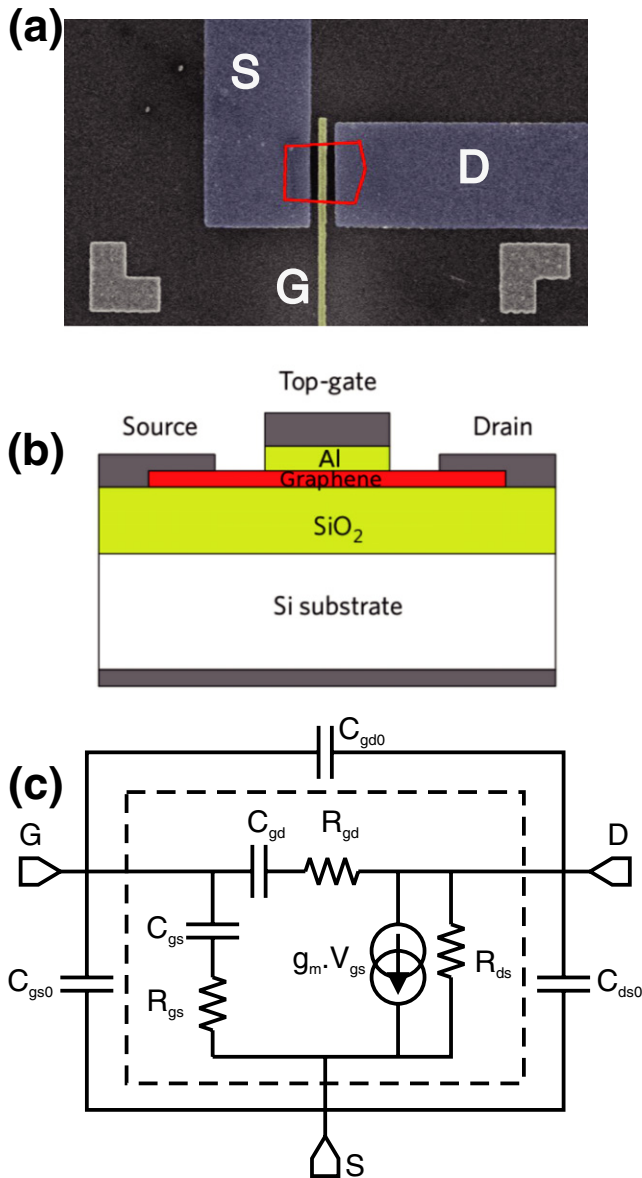 (a)
S
D
G
Top-gate
Source
Drain
(b)
Al
Graphene
SiO2
Si substrate
(c)
Cgd0
G
D
Cgd
Rgd
Cgs
gm.Vgs
Rds
Cgs0
Rgs
Cds0
S